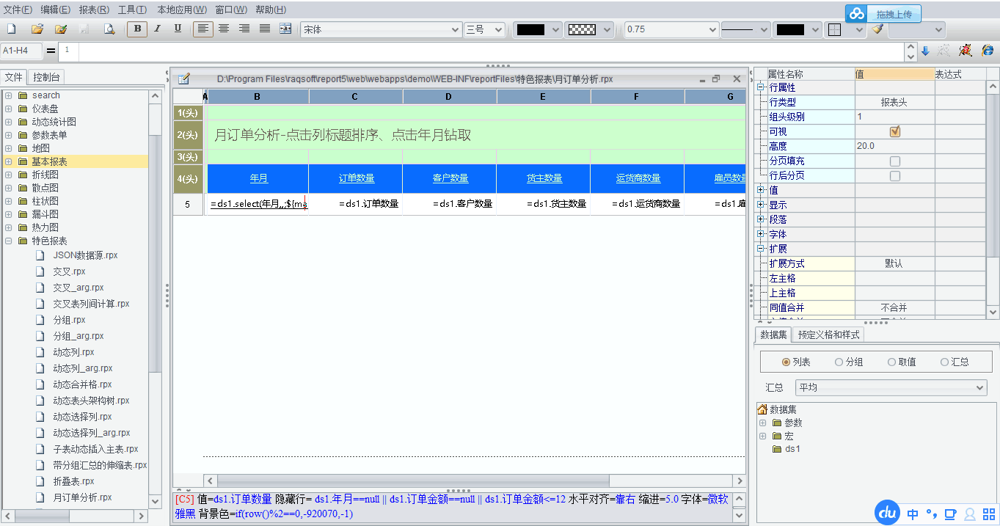 文件(F) 编辑(E) 报表(R) 工具(T) 本地应用(W) 窗口(W) 帮助(H)
拖拽上传
B I U 宋体 三号 0.75
A1-H4 = 1
文件 控制台
search
仪表盘
动态统计图
参数表单
地图
基本报表
折线图
散点图
柱状图
漏斗图
热力图
特色报表
JSON数据源.rpx
交叉.rpx
交叉_arg.rpx
交叉表列间计算.rpx
分组.rpx
分组_arg.rpx
动态列.rpx
动态列_arg.rpx
动态合并格.rpx
动态表头架构树.rpx
动态选择列.rpx
动态选择列_arg.rpx
子表动态插入主表.rpx
带分组汇总的伸缩表.rpx
折叠表.rpx
月订单分析.rpx
D:\Program Files\raqsoft\report5\web\webapps\demo\WEB-INF\reportFiles\特色报表\月订单分析.rpx
A B C D E F G
1(头)
2(头) 月订单分析-点击列标题排序、点击年月钻取
3(头)
4(头) 年月 订单数量 客户数量 货主数量 运货商数量 雇员数量
5 =ds1.select(年月,,;${ma =ds1.订单数量 =ds1.客户数量 =ds1.货主数量 =ds1.运货商数量 =ds1.雇
[C5] 值=ds1.订单数量 隐藏行= ds1.年月==null || ds1.订单金额==null || ds1.订单金额<=12 水平对齐=靠右 缩进=5.0 字体=微软
雅黑 背景色=if(row()%2==0,-920070,-1)
属性名称 值 表达式
行属性
行类型 报表头
组头级别 1
可视
高度 20.0
分页填充
行后分页
值
显示
段落
字体
扩展
扩展方式 默认
左主格
上主格
同值合并 不合并
数据集 预定义格和样式
列表 分组 取值 汇总
汇总 平均
数据集
参数
宏
ds1
du 中